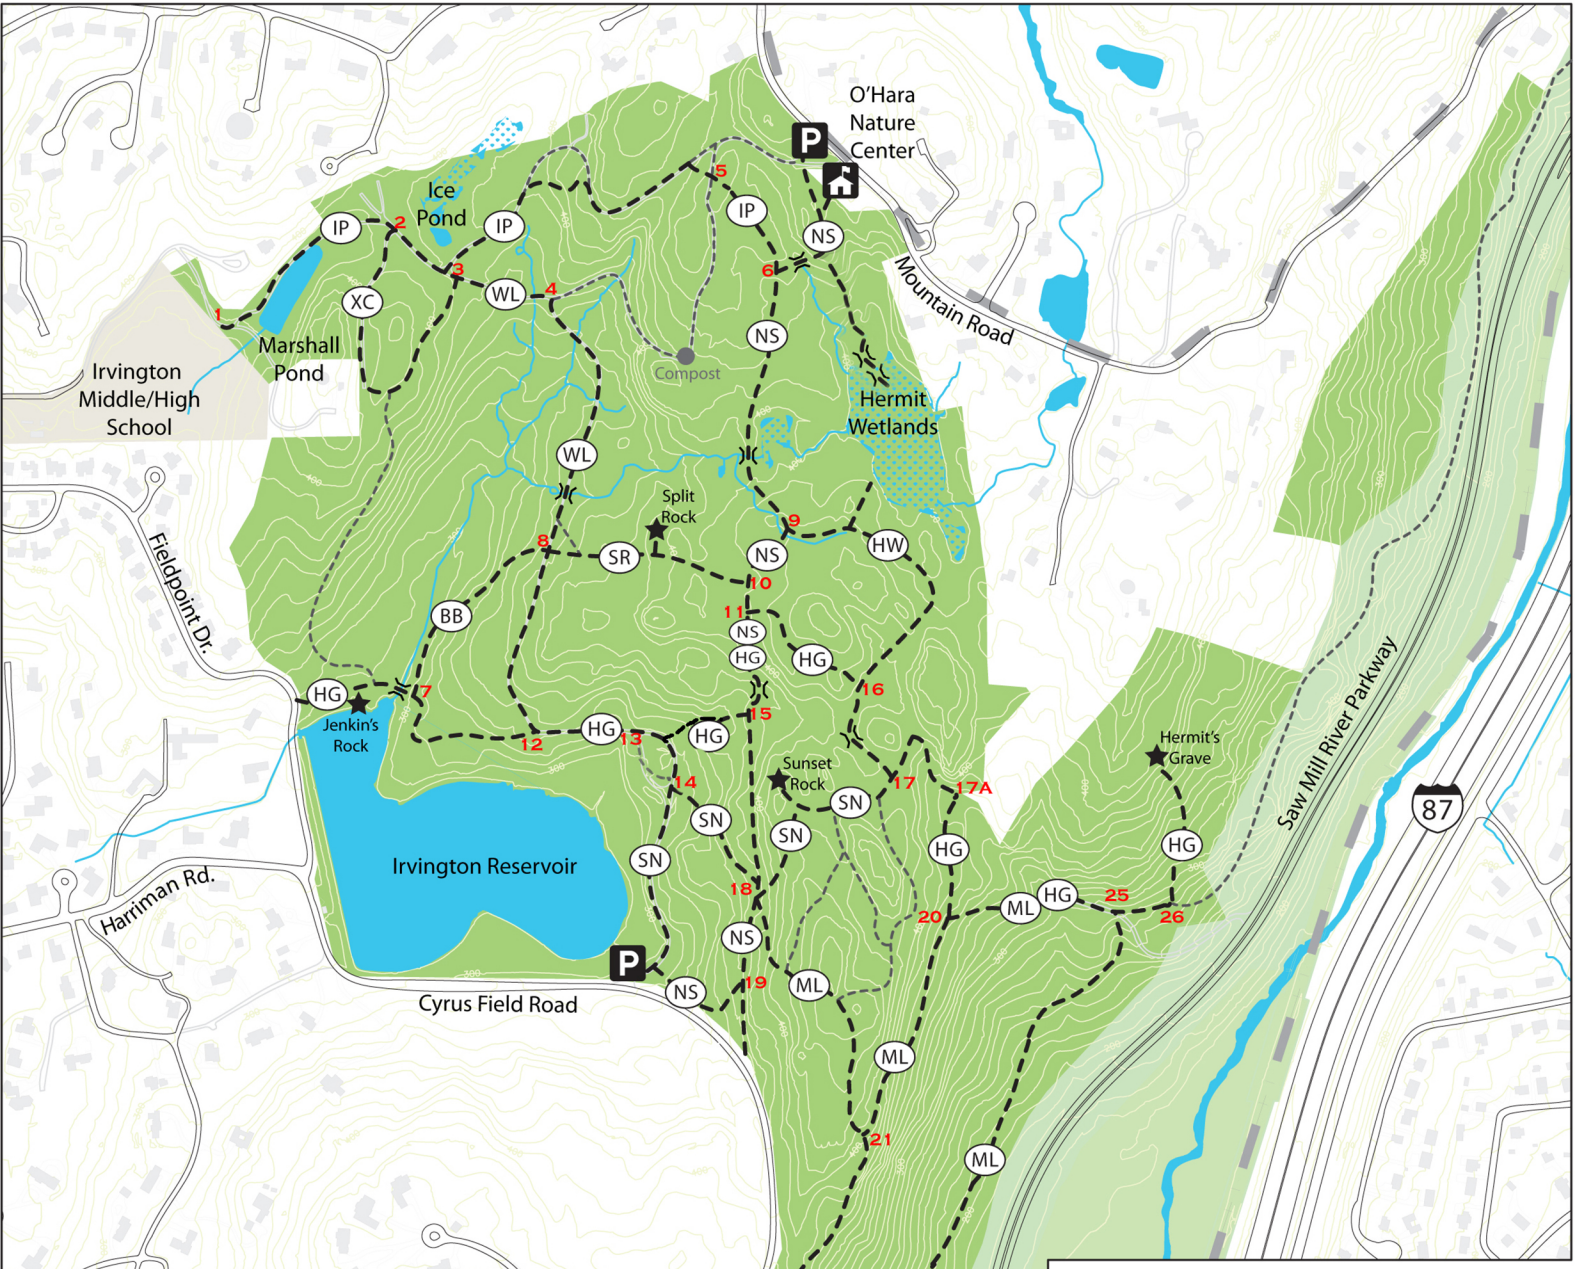 P
O'Hara
Nature
Center
5
Ice
Pond
IP
2
IP
IP
NS
3
6
4
XC
WL
1
Mountain Road
NS
Marshall
Pond
Compost
Irvington
Middle/High
School
Hermit
Wetlands
400
WL
Split
Rock
9
8
SR
NS
HW
10
Fieldpoint Dr.
BB
11
NS
HG
HG
16
7
HG
Jenkin's
Rock
15
12
HG
13
HG
300
Hermit's
Grave
Sunset
Rock
14
17
17A
SN
Saw Mill River Parkway
87
SN
SN
HG
HG
SN
Irvington Reservoir
18
HG
25
ML
20
26
Harriman Rd.
NS
P
300
19
NS
ML
Cyrus Field Road
ML
21
ML